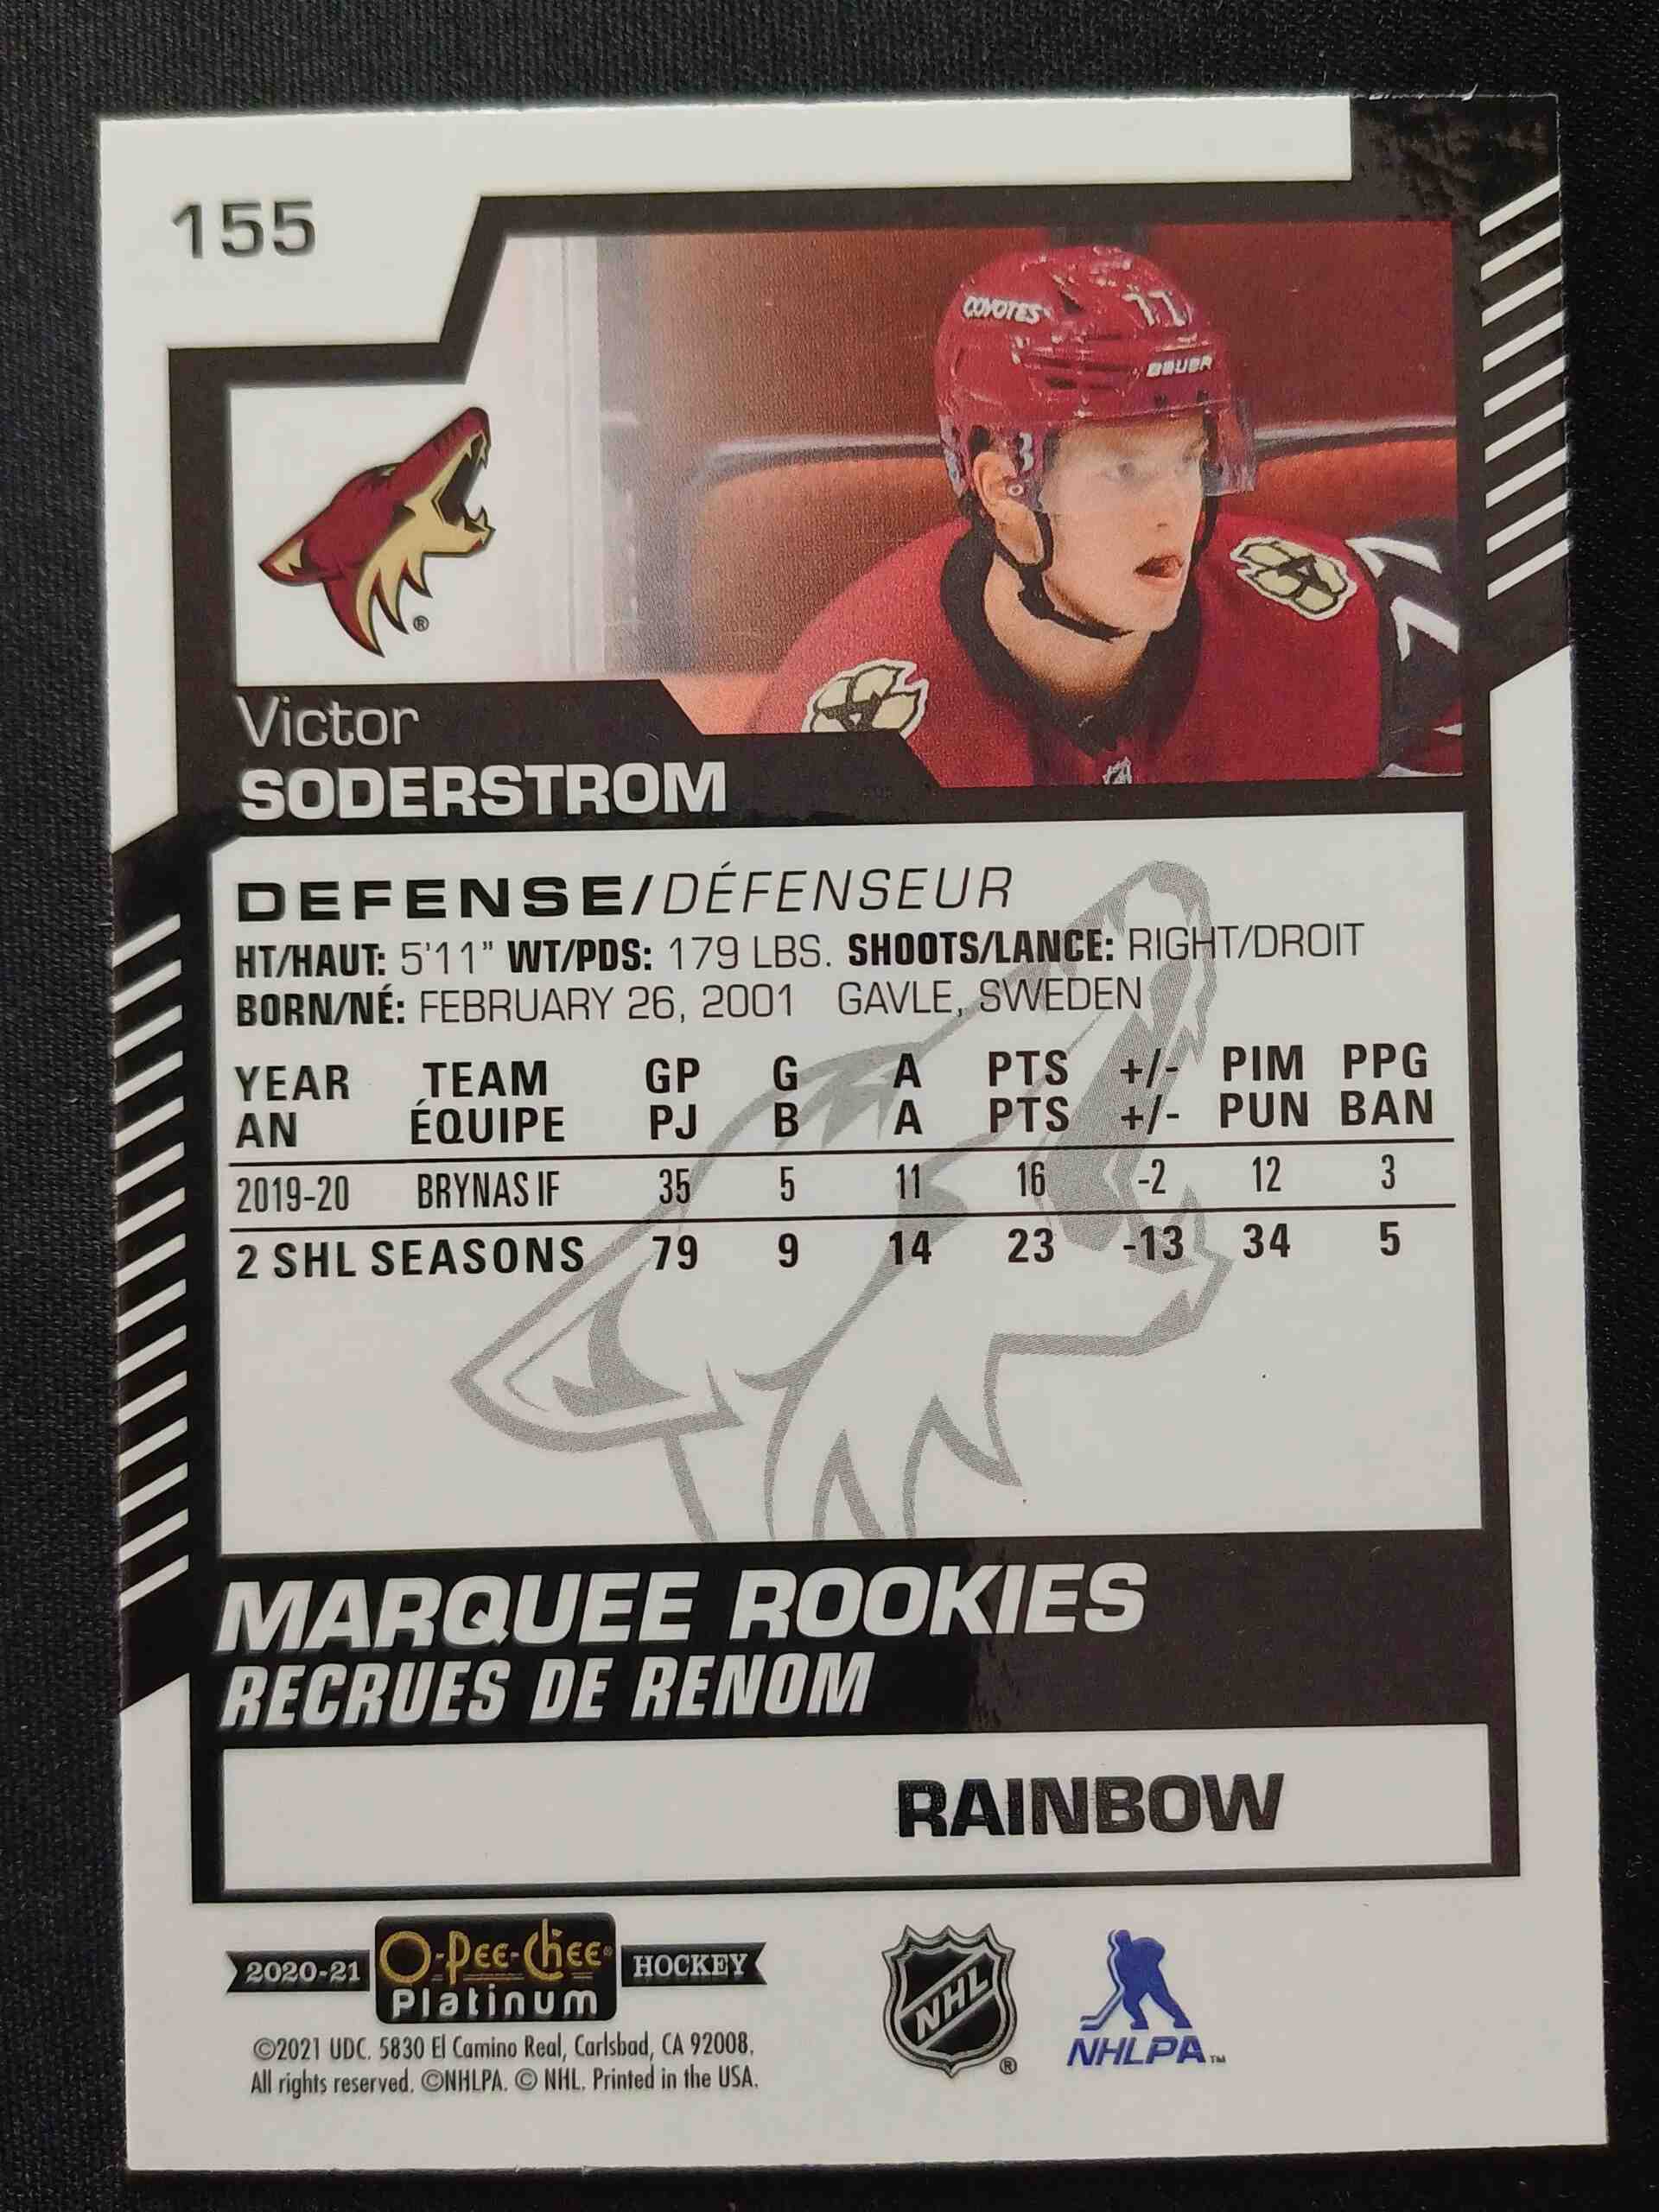 155
COYOTES 77
BAUER
®
Victor
SODERSTROM
DEFENSE/DÉFENSEUR
HT/HAUT: 5'11" WT/PDS: 179 LBS. SHOOTS/LANCE: RIGHT/DROIT
BORN/NÉ: FEBRUARY 26, 2001 GAVLE, SWEDEN
YEAR TEAM GP G A PTS +/- PIM PPG
AN ÉQUIPE PJ B A PTS +/- PUN BAN
2019-20 BRYNAS IF 35 5 11 16 -2 12 3
2 SHL SEASONS 79 9 14 23 -13 34 5
MARQUEE ROOKIES
RECRUES DE RENOM
RAINBOW
2020-21 O-Pee-Chee® Platinum HOCKEY
©2021 UDC. 5830 El Camino Real, Carlsbad, CA 92008.
All rights reserved. ©NHLPA. © NHL. Printed in the USA.
NHL ®
NHLPA™